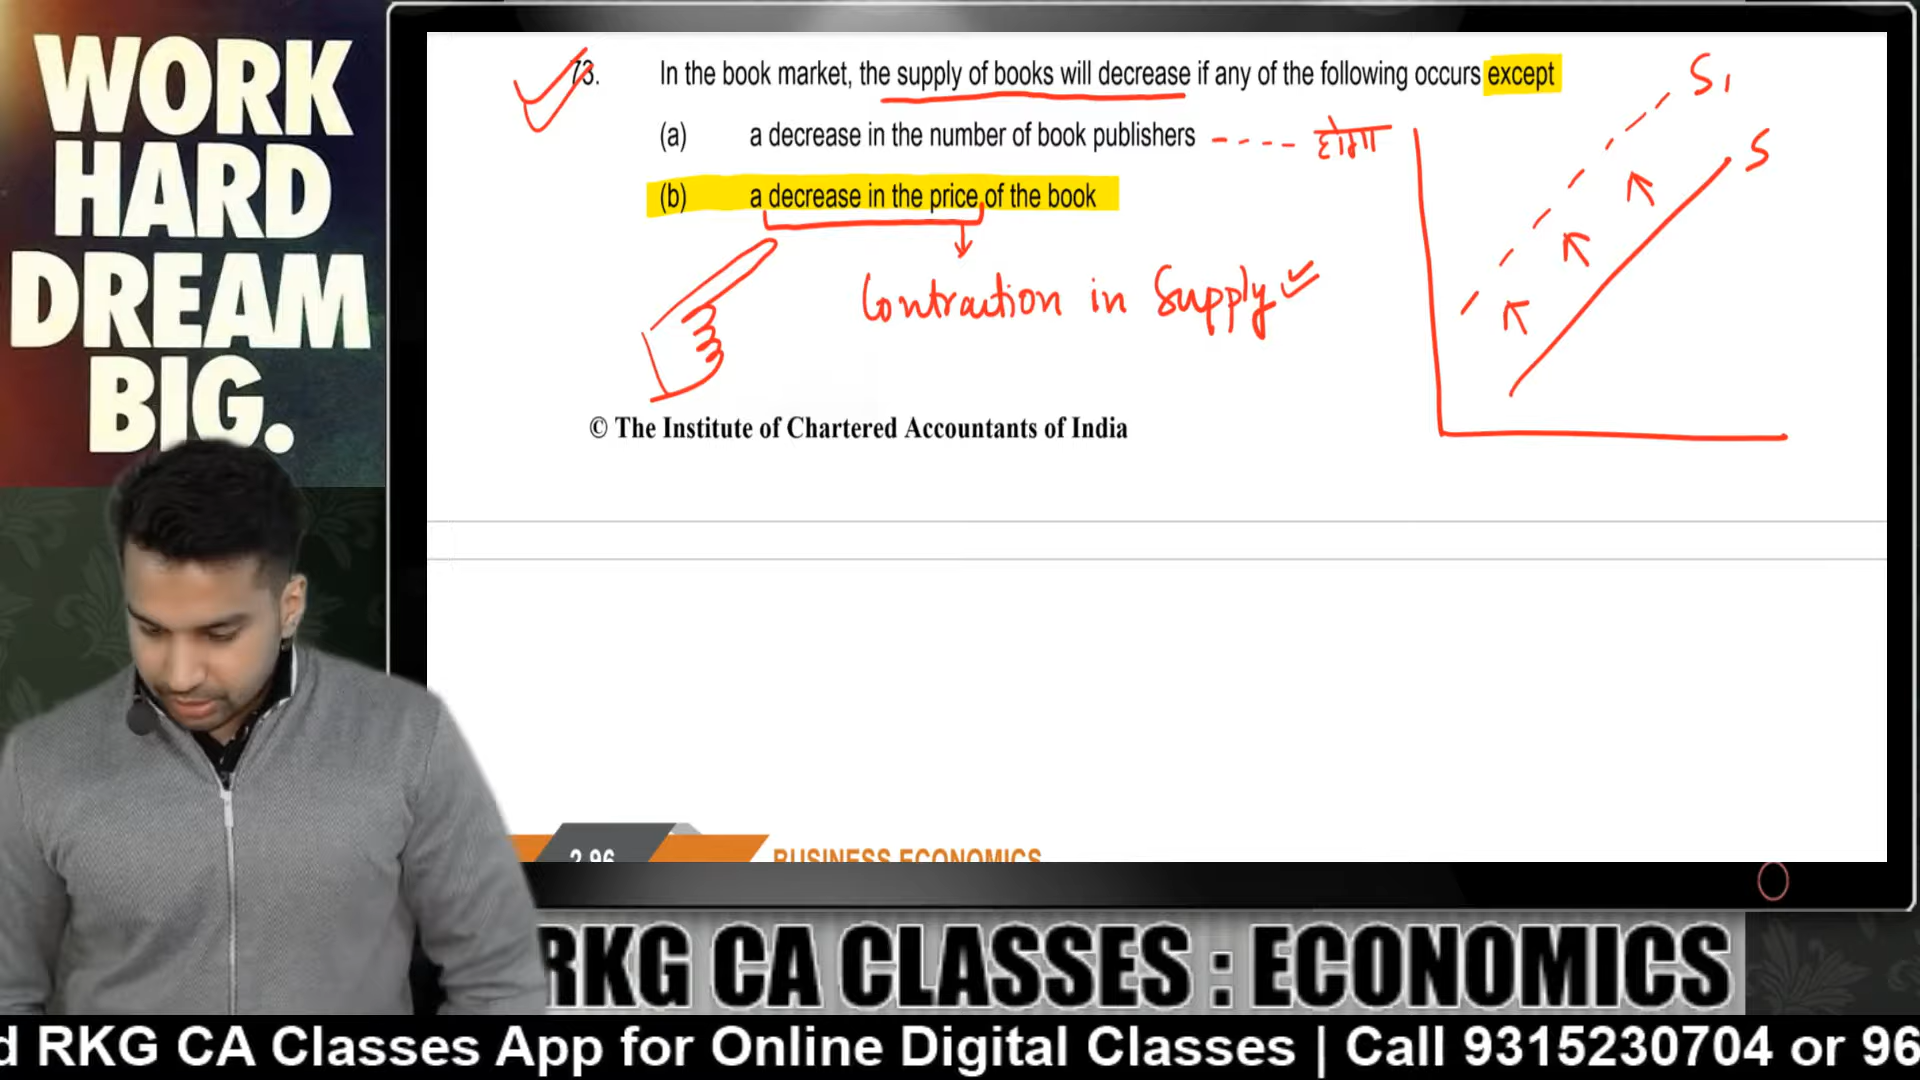 WORK
HARD
DREAM
BIG.
73. In the book market, the supply of books will decrease if any of the following occurs except
(a) a decrease in the number of book publishers ---- होगा
(b) a decrease in the price of the book
Contraction in Supply
S1
S
© The Institute of Chartered Accountants of India
2.96 BUSINESS ECONOMICS
RKG CA CLASSES : ECONOMICS
d RKG CA Classes App for Online Digital Classes | Call 9315230704 or 96